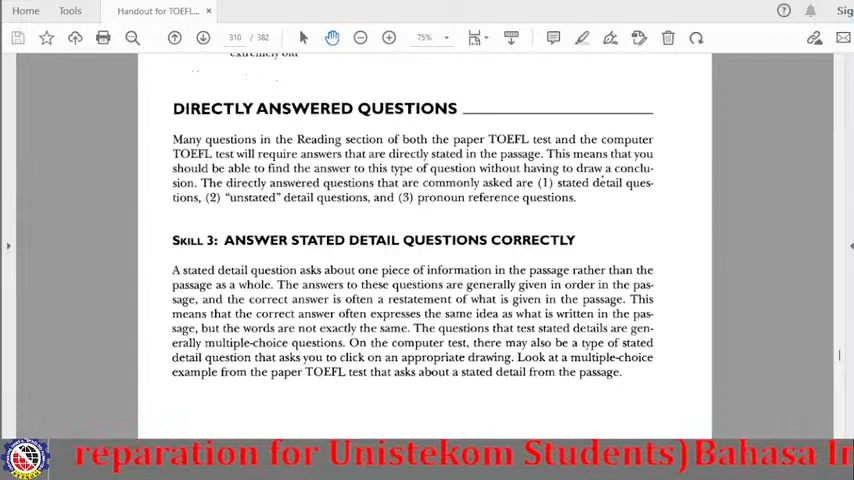 Home Tools Handout for TOEFL... × Sig
310 / 382 75%
extremely old
DIRECTLY ANSWERED QUESTIONS
Many questions in the Reading section of both the paper TOEFL test and the computer
TOEFL test will require answers that are directly stated in the passage. This means that you
should be able to find the answer to this type of question without having to draw a conclu-
sion. The directly answered questions that are commonly asked are (1) stated detail ques-
tions, (2) "unstated" detail questions, and (3) pronoun reference questions.
SKILL 3: ANSWER STATED DETAIL QUESTIONS CORRECTLY
A stated detail question asks about one piece of information in the passage rather than the
passage as a whole. The answers to these questions are generally given in order in the pas-
sage, and the correct answer is often a restatement of what is given in the passage. This
means that the correct answer often expresses the same idea as what is written in the pas-
sage, but the words are not exactly the same. The questions that test stated details are gen-
erally multiple-choice questions. On the computer test, there may also be a type of stated
detail question that asks you to click on an appropriate drawing. Look at a multiple-choice
example from the paper TOEFL test that asks about a stated detail from the passage.
reparation for Unistekom Students) Bahasa In